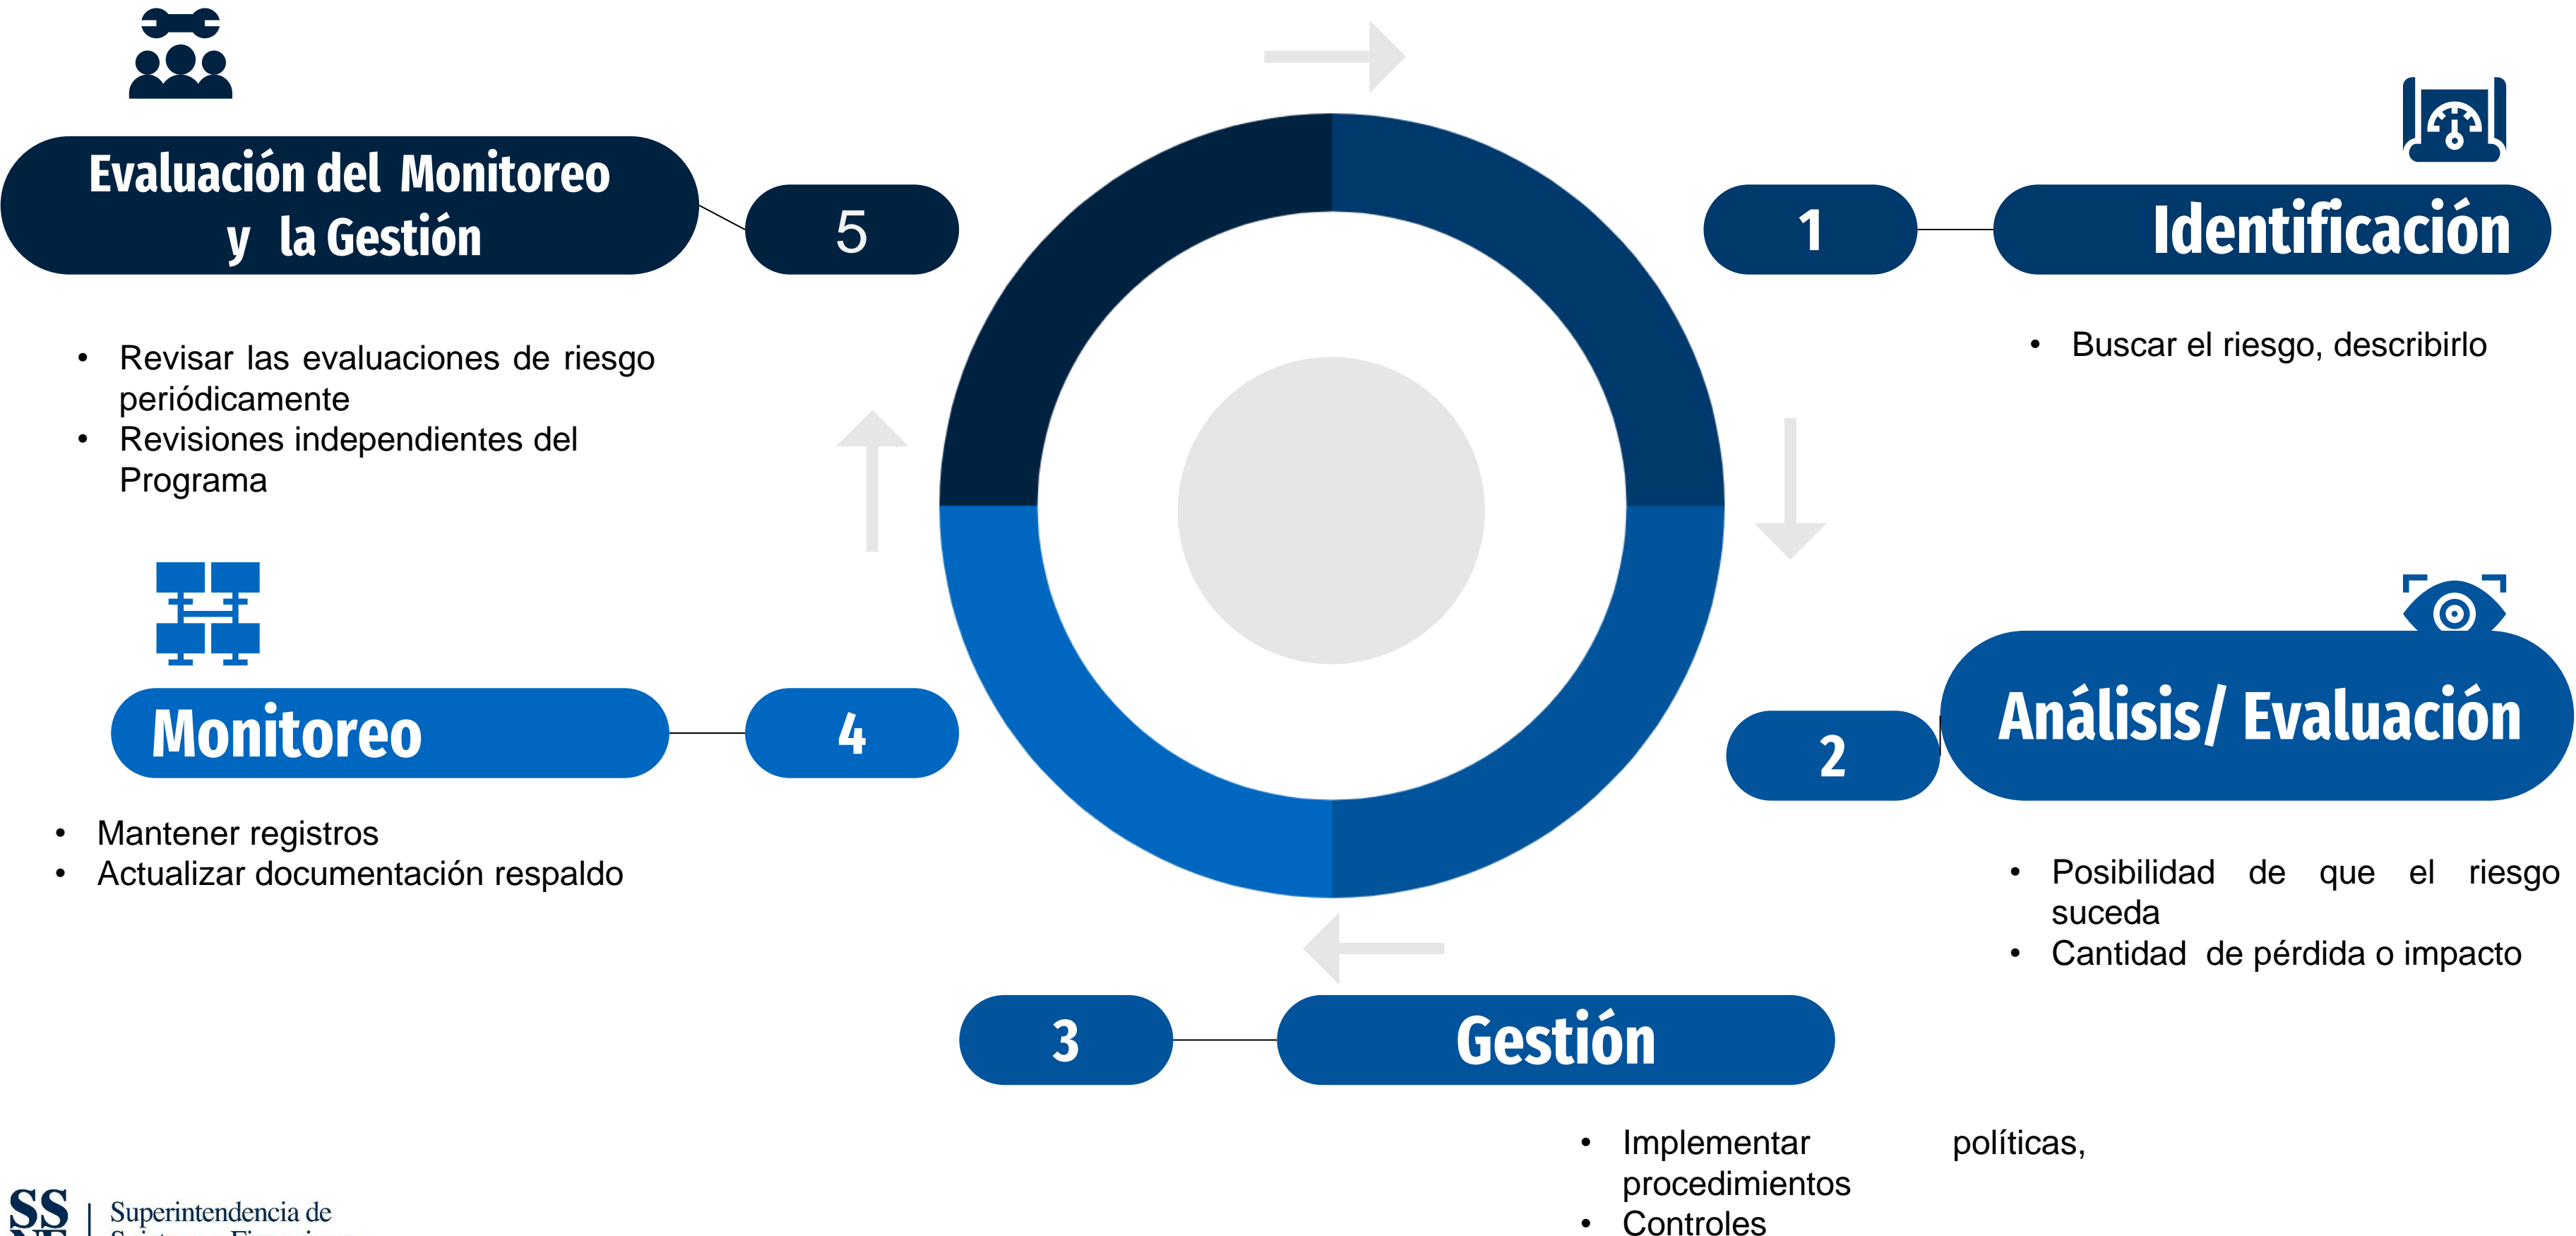 Evaluación del Monitoreo
y la Gestión
5
• Revisar las evaluaciones de riesgo
periódicamente
• Revisiones independientes del
Programa
1
Identificación
• Buscar el riesgo, describirlo
Monitoreo
4
• Mantener registros
• Actualizar documentación respaldo
2
Análisis/ Evaluación
• Posibilidad de que el riesgo
suceda
• Cantidad de pérdida o impacto
3
Gestión
• Implementar políticas,
procedimientos
• Controles
SS
Superintendencia de